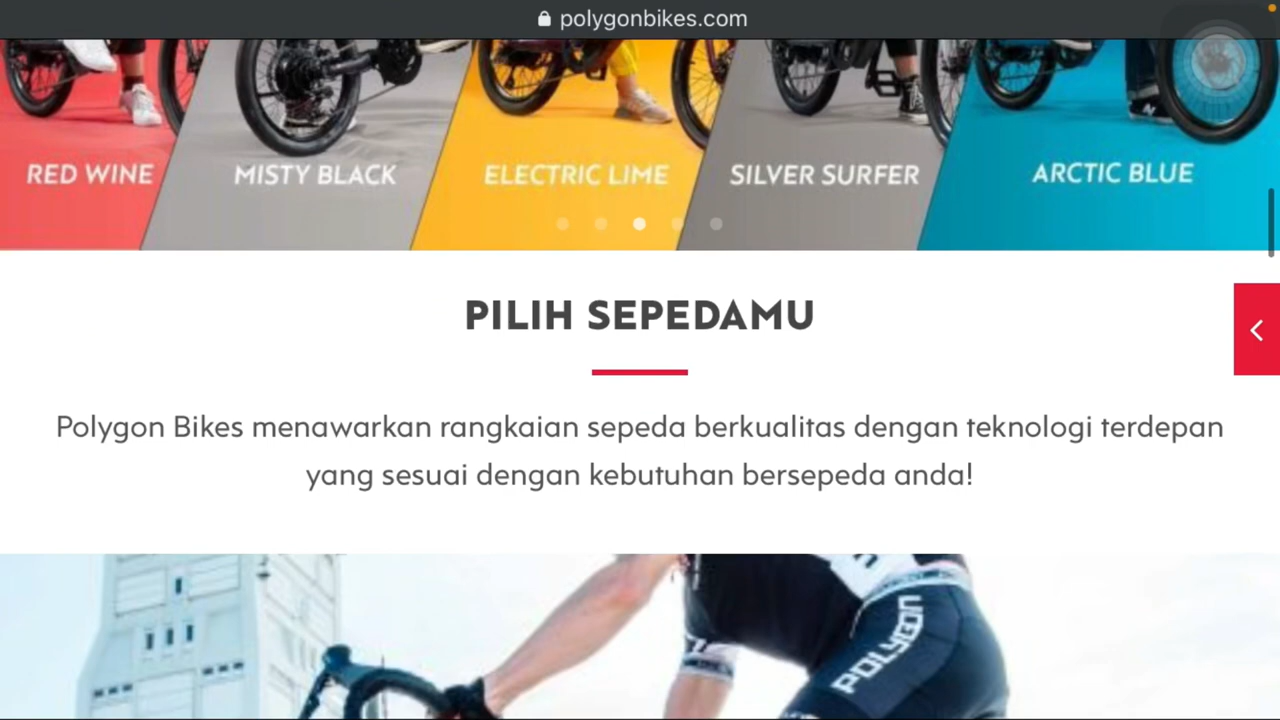 polygonbikes.com
RED WINE
MISTY BLACK
ELECTRIC LIME
SILVER SURFER
ARCTIC BLUE
PILIH SEPEDAMU
Polygon Bikes menawarkan rangkaian sepeda berkualitas dengan teknologi terdepan
yang sesuai dengan kebutuhan bersepeda anda!
POLYGON